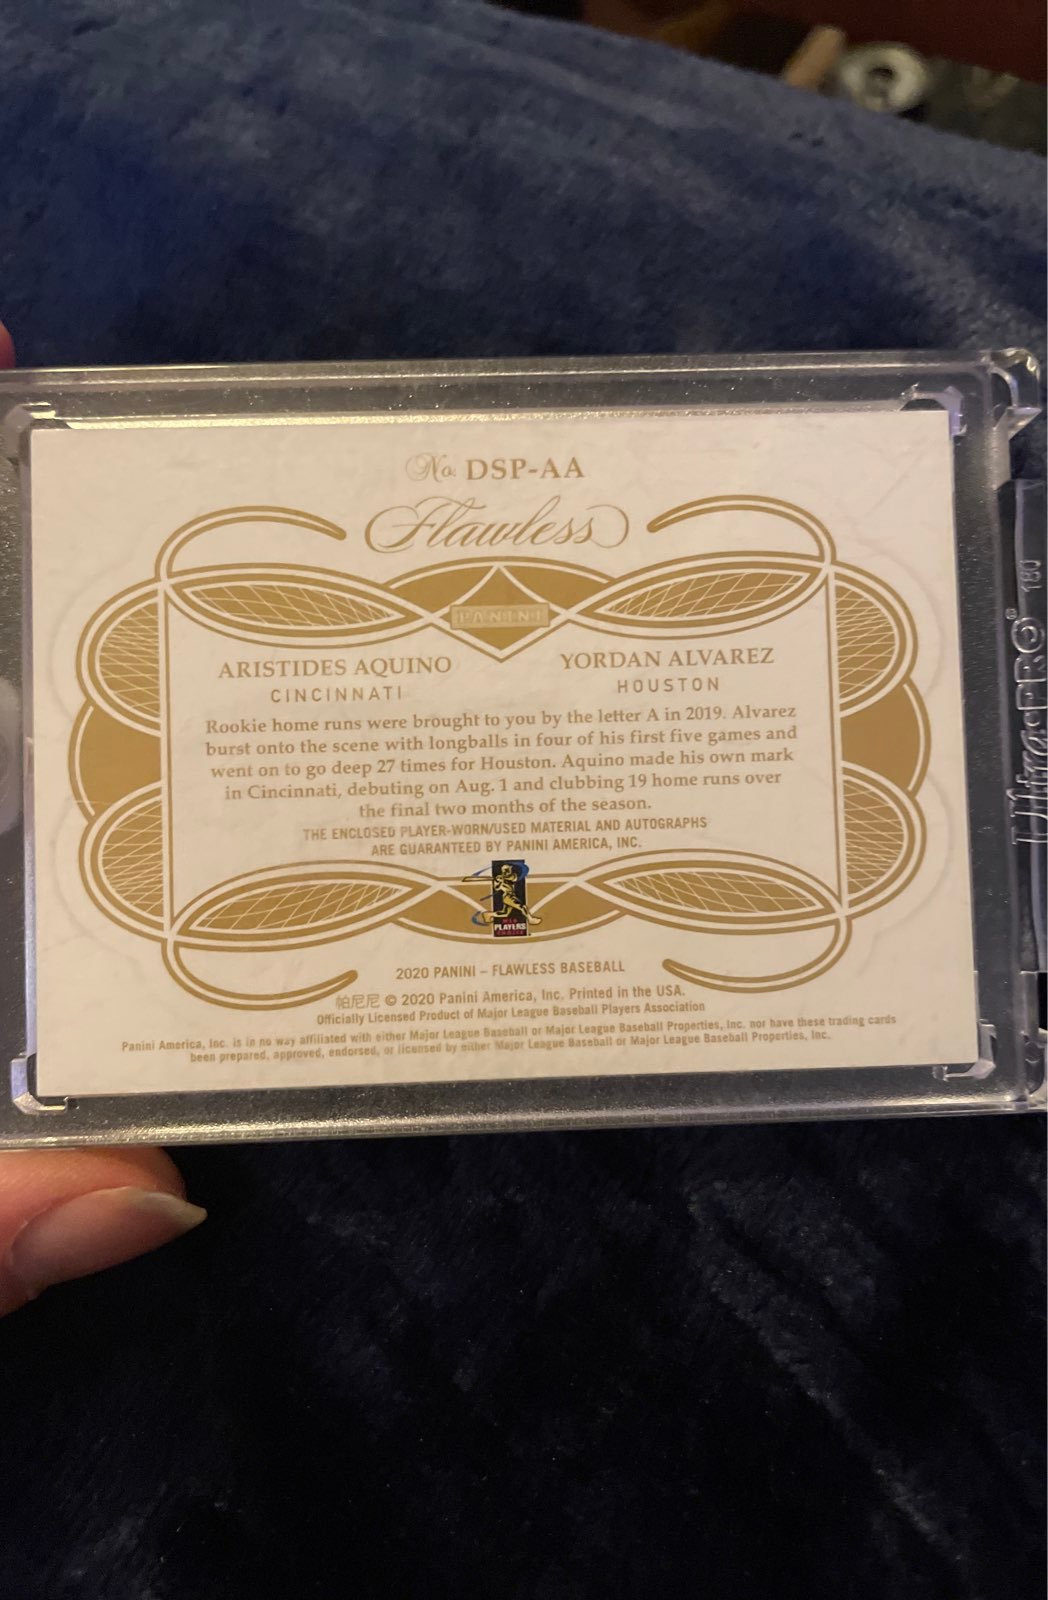 No. DSP-AA
Flawless
PANINI
ARISTIDES AQUINO
CINCINNATI
YORDAN ALVAREZ
HOUSTON
Rookie home runs were brought to you by the letter A in 2019. Alvarez
burst onto the scene with longballs in four of his first five games and
went on to go deep 27 times for Houston. Aquino made his own mark
in Cincinnati, debuting on Aug. 1 and clubbing 19 home runs over
the final two months of the season.
THE ENCLOSED PLAYER-WORN/USED MATERIAL AND AUTOGRAPHS
ARE GUARANTEED BY PANINI AMERICA, INC.
MLB
PLAYERS
CHOICE
2020 PANINI – FLAWLESS BASEBALL
帕尼尼 © 2020 Panini America, Inc. Printed in the USA.
Officially Licensed Product of Major League Baseball Players Association
Panini America, Inc. is in no way affiliated with either Major League Baseball or Major League Baseball Properties, Inc. nor have these trading cards
been prepared, approved, endorsed, or licensed by either Major League Baseball or Major League Baseball Properties, Inc.
UltraPRO® 180